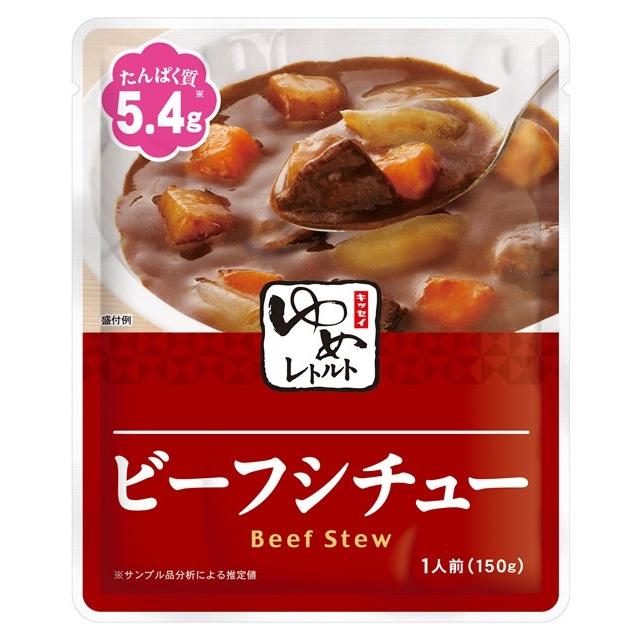 たんぱく質
5.4g※
盛付例
キッセイ
ゆめ
レトルト
ビーフシチュー
Beef Stew
※サンプル品分析による推定値
1人前(150g)